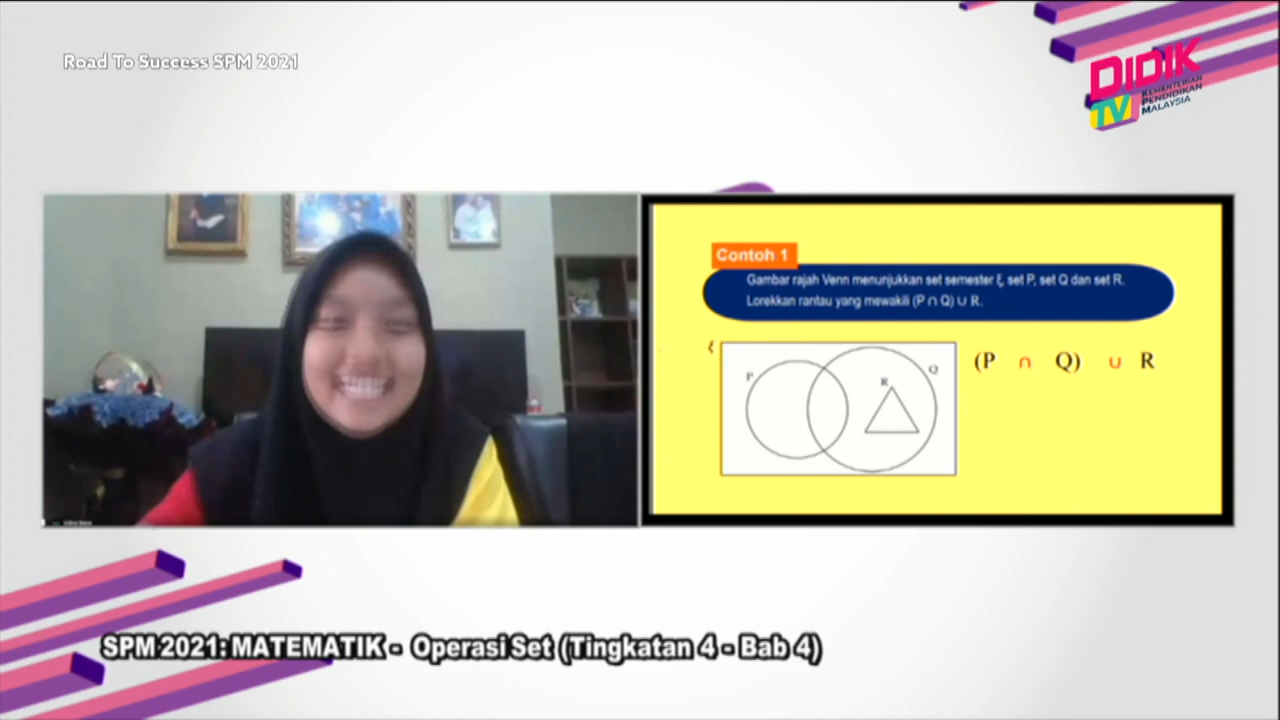 Road To Success SPM 2021
DIDIK
TV
KEMENTERIAN
PENDIDIKAN
MALAYSIA
Contoh 1
Gambar rajah Venn menunjukkan set semester ξ, set P, set Q dan set R.
Lorekkan rantau yang mewakili (P ∩ Q) ∪ R.
ξ
P
R
Q
(P ∩ Q) ∪ R
SPM 2021: MATEMATIK - Operasi Set (Tingkatan 4 - Bab 4)